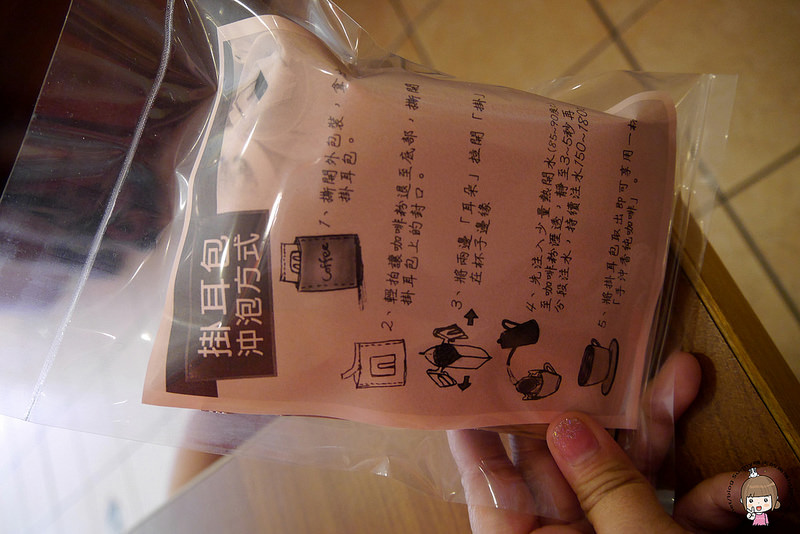 掛耳包
沖泡方式
1、撕開外包裝，
掛耳包。
Coffee
2、輕拍讓咖啡粉退至底部，撕開
掛耳包上的封口。
3、將兩邊「耳朵」拉開「掛」
在杯子邊緣
4、先注入少量熱開水(85~90度)
至咖啡粉溼透，靜至3~5秒再
分段注水，持續注水150~180
5、將掛耳包取出即可享用一杯
「手沖香純咖啡」。